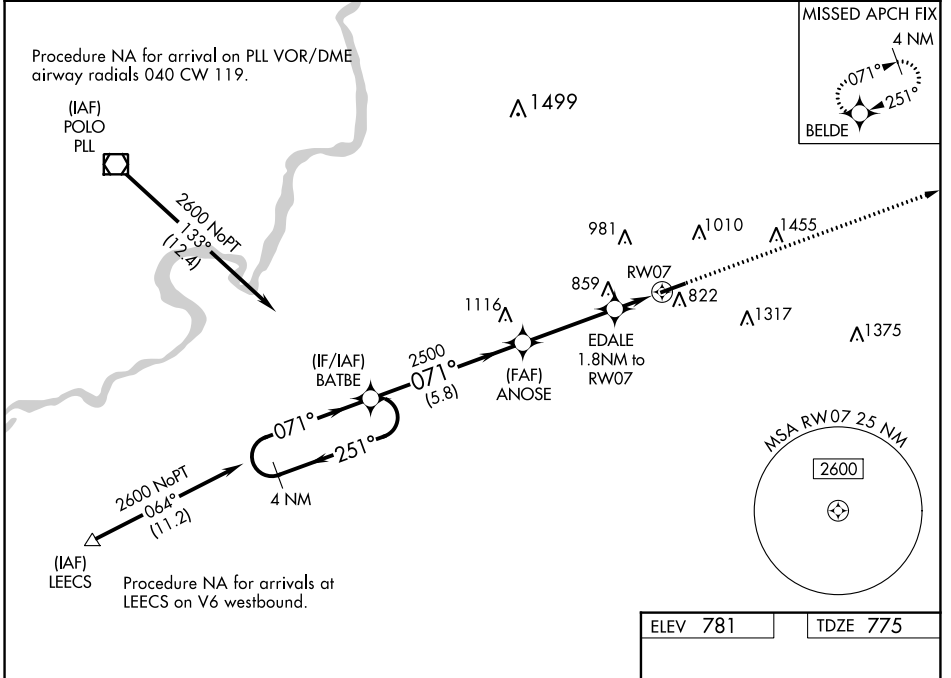 MISSED APCH FIX
4 NM
071°
251°
BELDE
Procedure NA for arrival on PLL VOR/DME
airway radials 040 CW 119.
(IAF)
POLO
PLL
2600 NoPT
133°
(12.4)
1499
981
1010
1455
RW07
859
822
1116
1317
1375
EDALE
1.8NM to
RW07
(IF/IAF)
BATBE
2500
071°
(5.8)
(FAF)
ANOSE
071°
251°
4 NM
2600 NoPT
064°
(11.2)
(IAF)
LEECS
Procedure NA for arrivals at
LEECS on V6 westbound.
MSA RW07 25 NM
2600
ELEV 781
TDZE 775